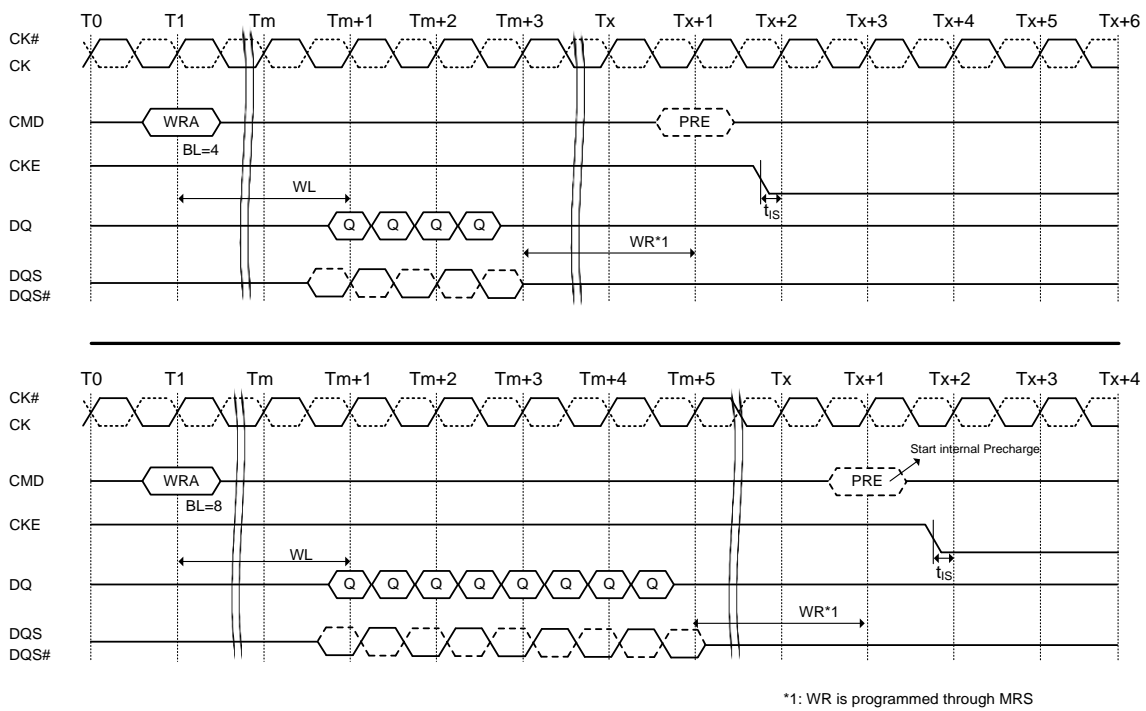 T0 T1 Tm Tm+1 Tm+2 Tm+3 Tx Tx+1 Tx+2 Tx+3 Tx+4 Tx+5 Tx+6
CK#
CK
CMD WRA PRE
BL=4
CKE
WL
tIS
DQ Q Q Q Q
WR*1
DQS
DQS#
T0 T1 Tm Tm+1 Tm+2 Tm+3 Tm+4 Tm+5 Tx Tx+1 Tx+2 Tx+3 Tx+4
CK#
CK
Start internal Precharge
CMD WRA PRE
BL=8
CKE
WL
tIS
DQ Q Q Q Q Q Q Q Q
WR*1
DQS
DQS#
*1: WR is programmed through MRS